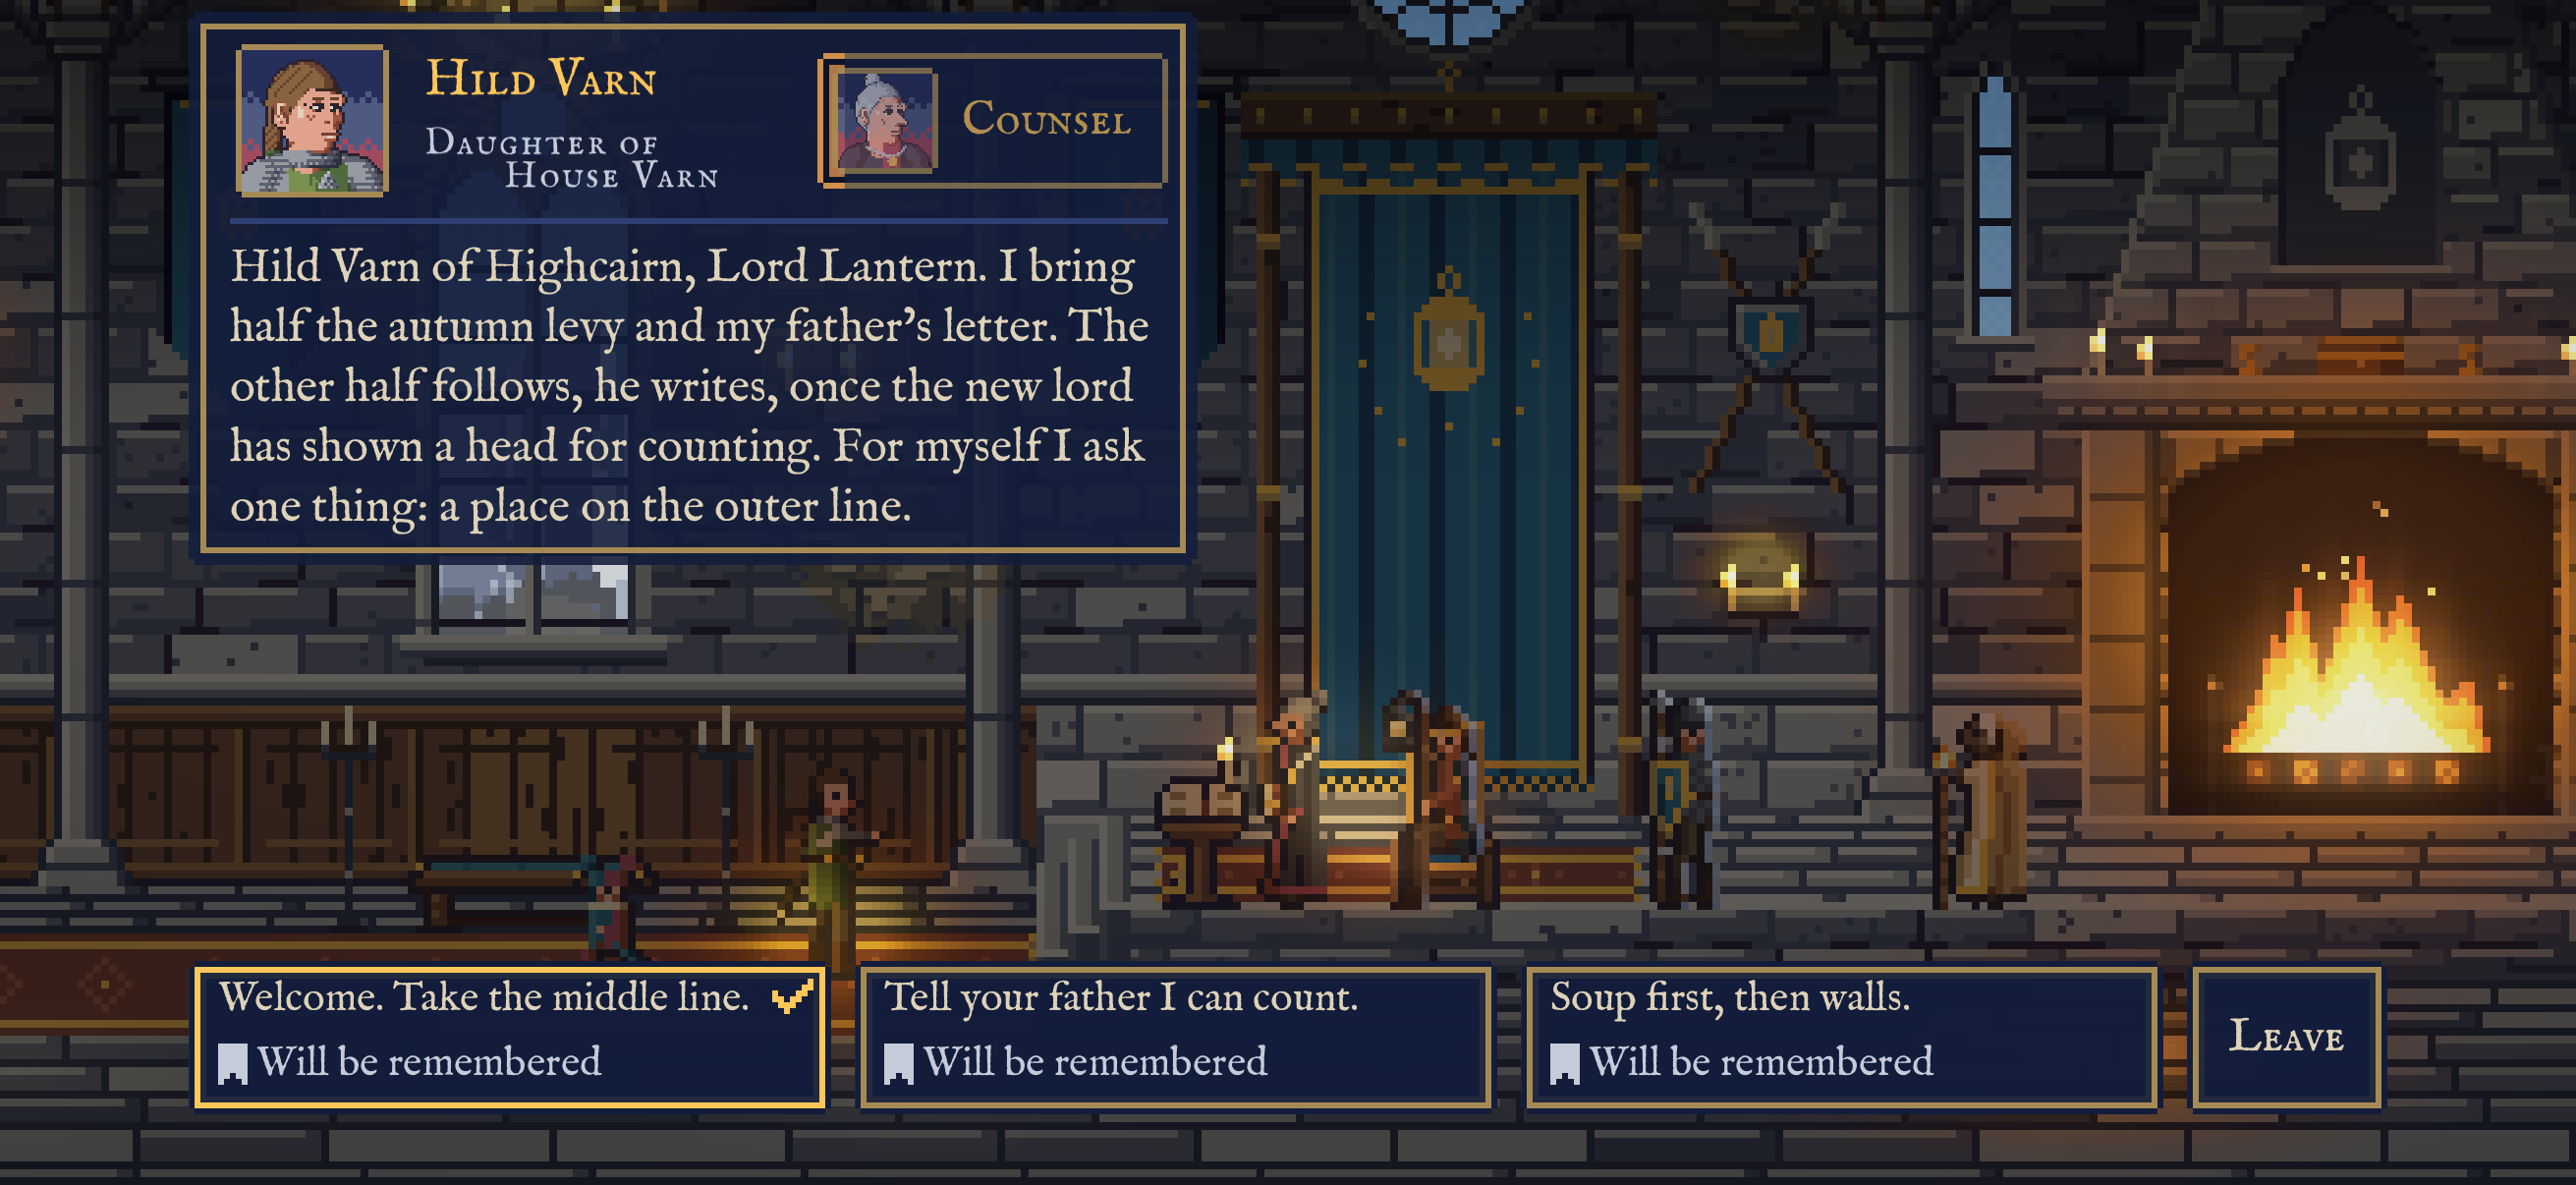 Hild Varn
Daughter of
House Varn
Counsel
Hild Varn of Highcairn, Lord Lantern. I bring
half the autumn levy and my father's letter. The
other half follows, he writes, once the new lord
has shown a head for counting. For myself I ask
one thing: a place on the outer line.
Welcome. Take the middle line.
Will be remembered
Tell your father I can count.
Will be remembered
Soup first, then walls.
Will be remembered
Leave